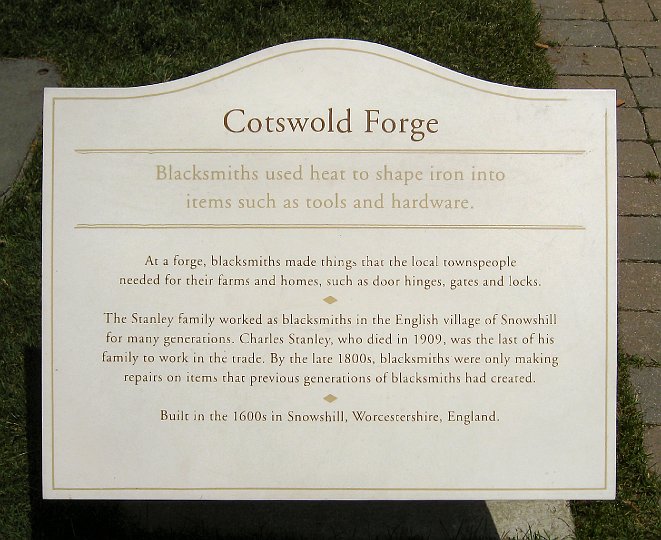 Cotswold Forge
Blacksmiths used heat to shape iron into
items such as tools and hardware.
At a forge, blacksmiths made things that the local townspeople
needed for their farms and homes, such as door hinges, gates and locks.
The Stanley family worked as blacksmiths in the English village of Snowshill
for many generations. Charles Stanley, who died in 1909, was the last of his
family to work in the trade. By the late 1800s, blacksmiths were only making
repairs on items that previous generations of blacksmiths had created.
Built in the 1600s in Snowshill, Worcestershire, England.